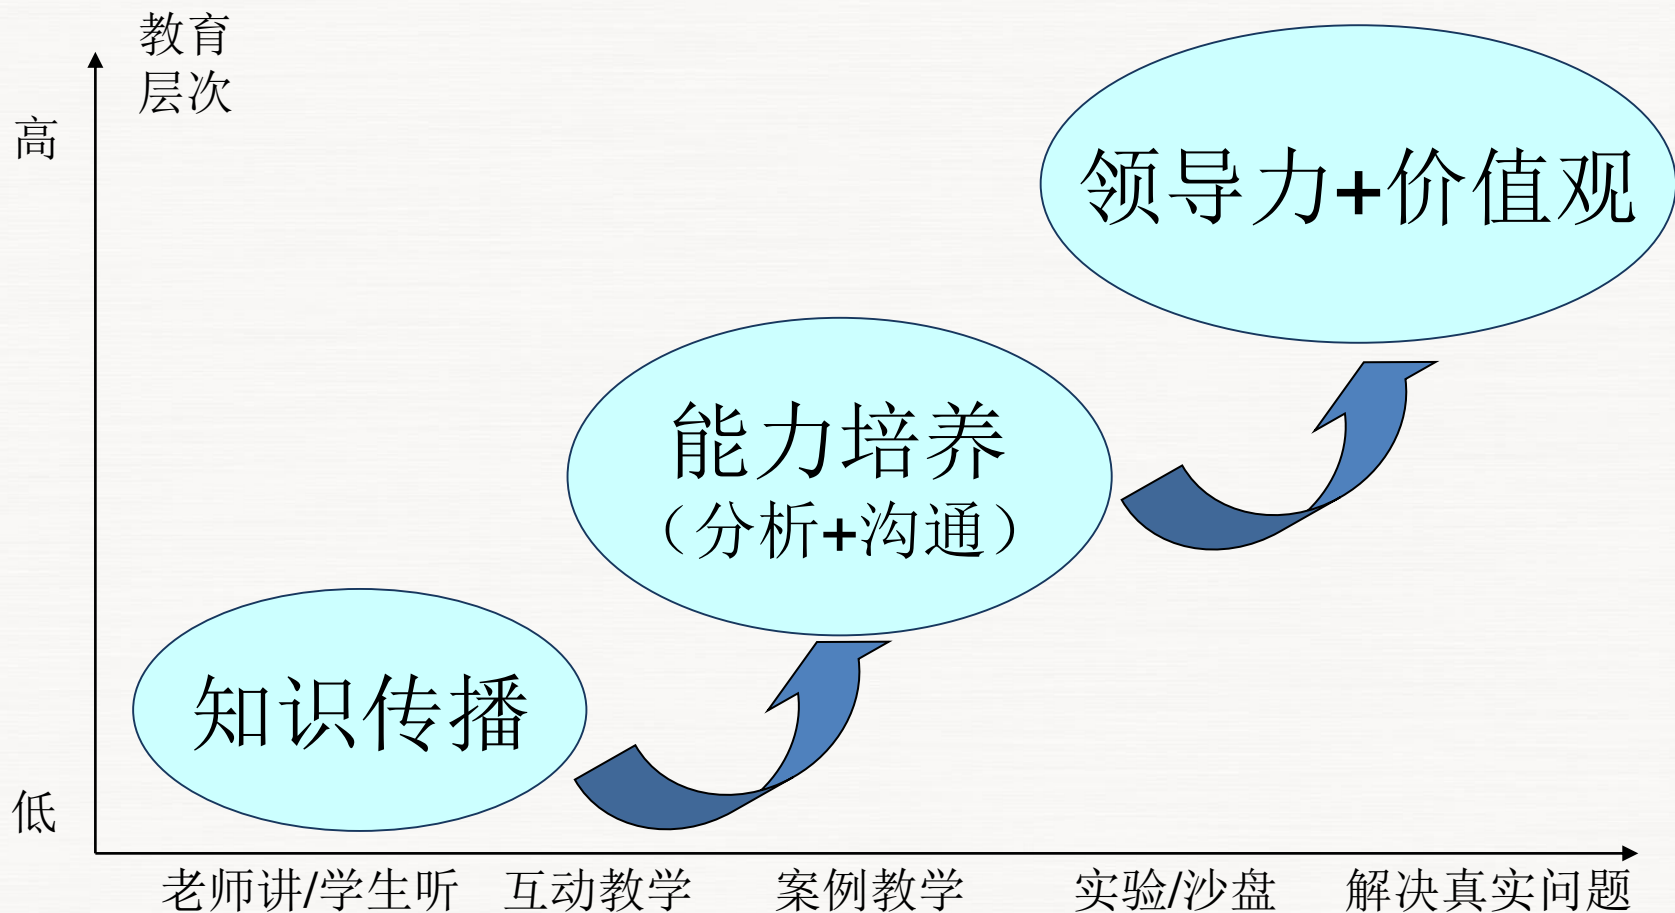 教育
层次
高
领导力+价值观
能力培养
（分析+沟通）
知识传播
低
老师讲/学生听 互动教学 案例教学 实验/沙盘 解决真实问题